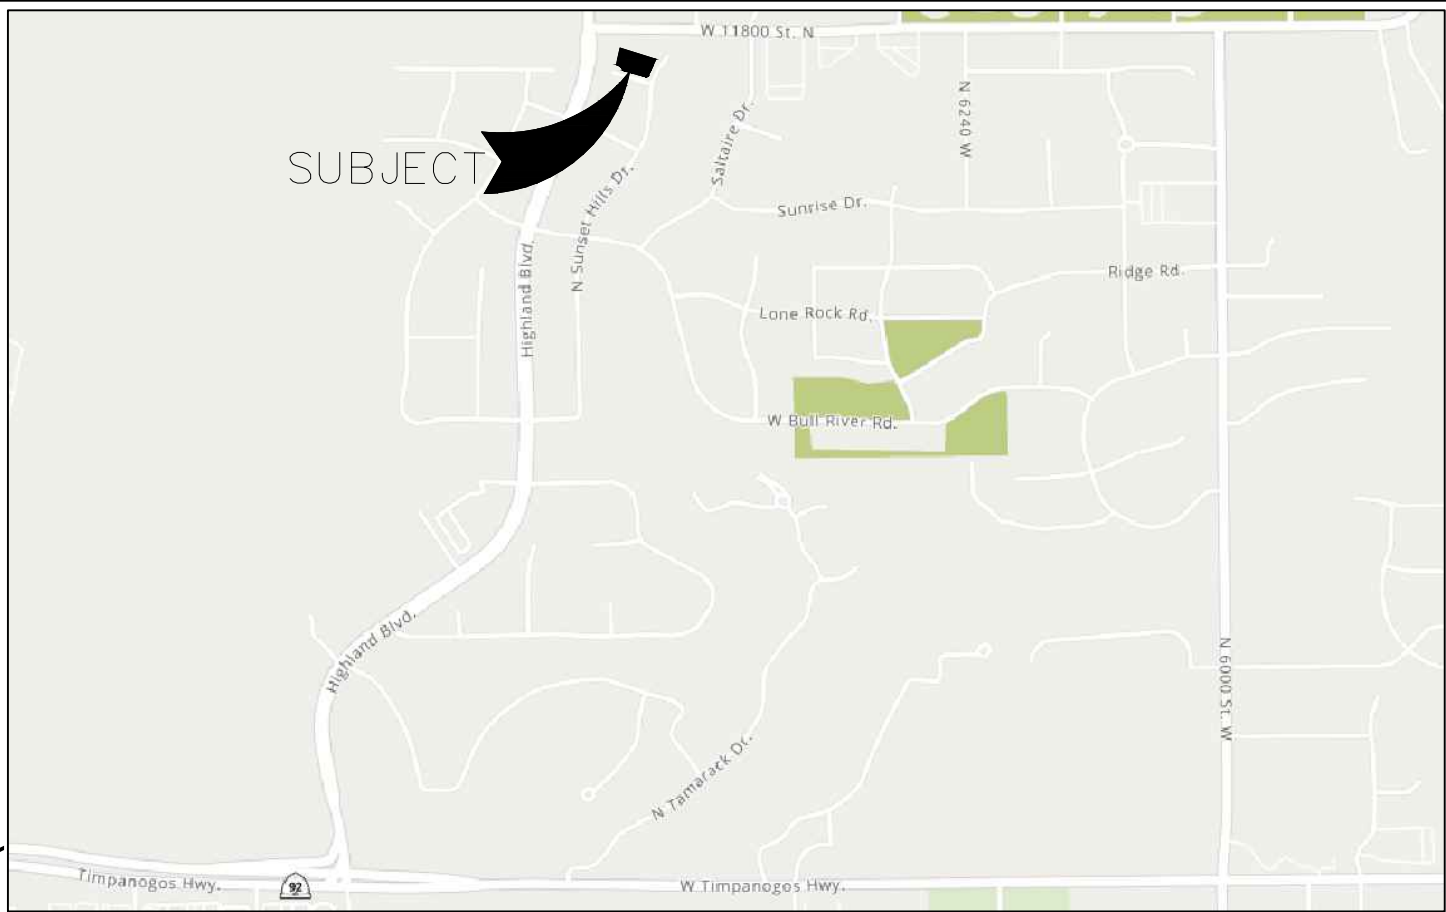 W 11800 St. N
N 6240 W
Saltaire Dr.
SUBJECT
N Sunset Hills Dr.
Sunrise Dr.
Highland Blvd.
Ridge Rd.
Lone Rock Rd.
W Bull River Rd.
Highland Blvd.
N 6000 St. W
N Tamarack Dr.
Timpanogos Hwy.
92
W Timpanogos Hwy.